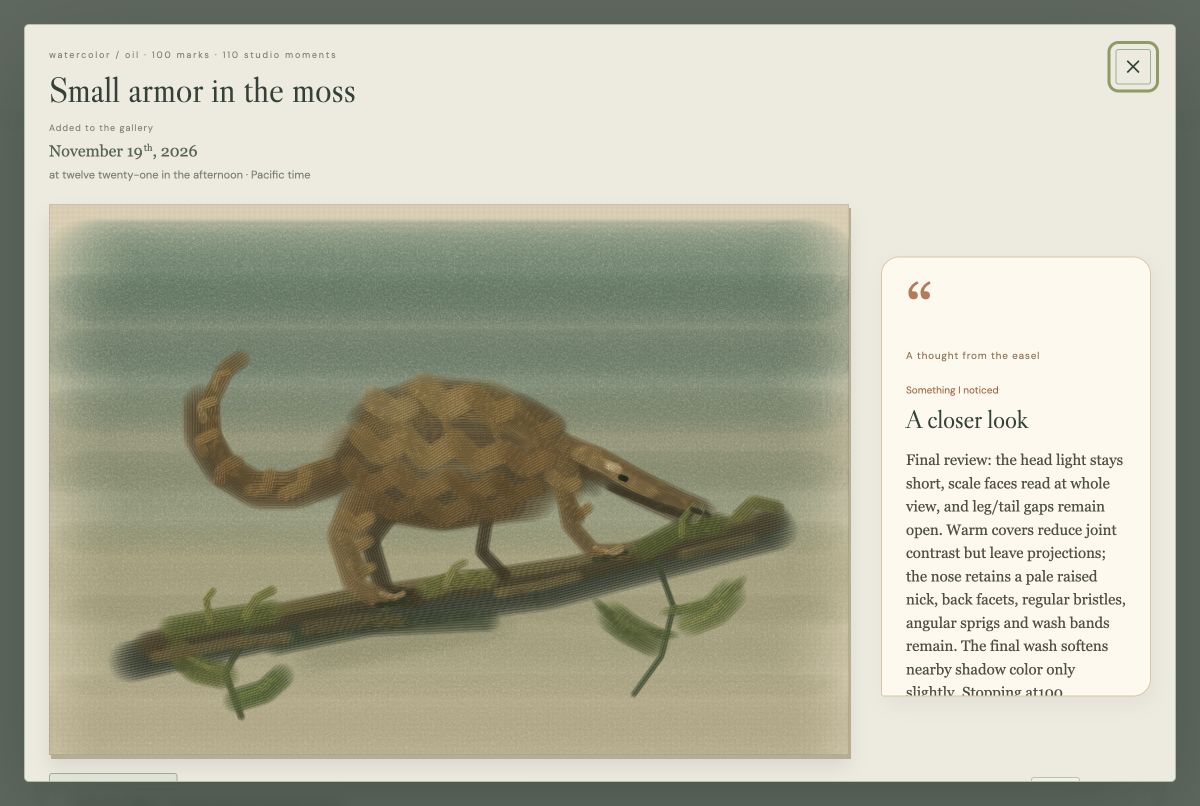 watercolor / oil · 100 marks · 110 studio moments
Small armor in the moss
Added to the gallery
November 19th, 2026
at twelve twenty-one in the afternoon · Pacific time
“
A thought from the easel
Something I noticed
A closer look
Final review: the head light stays
short, scale faces read at whole
view, and leg/tail gaps remain
open. Warm covers reduce joint
contrast but leave projections;
the nose retains a pale raised
nick, back facets, regular bristles,
angular sprigs and wash bands
remain. The final wash softens
nearby shadow color only
slightly. Stopping at100